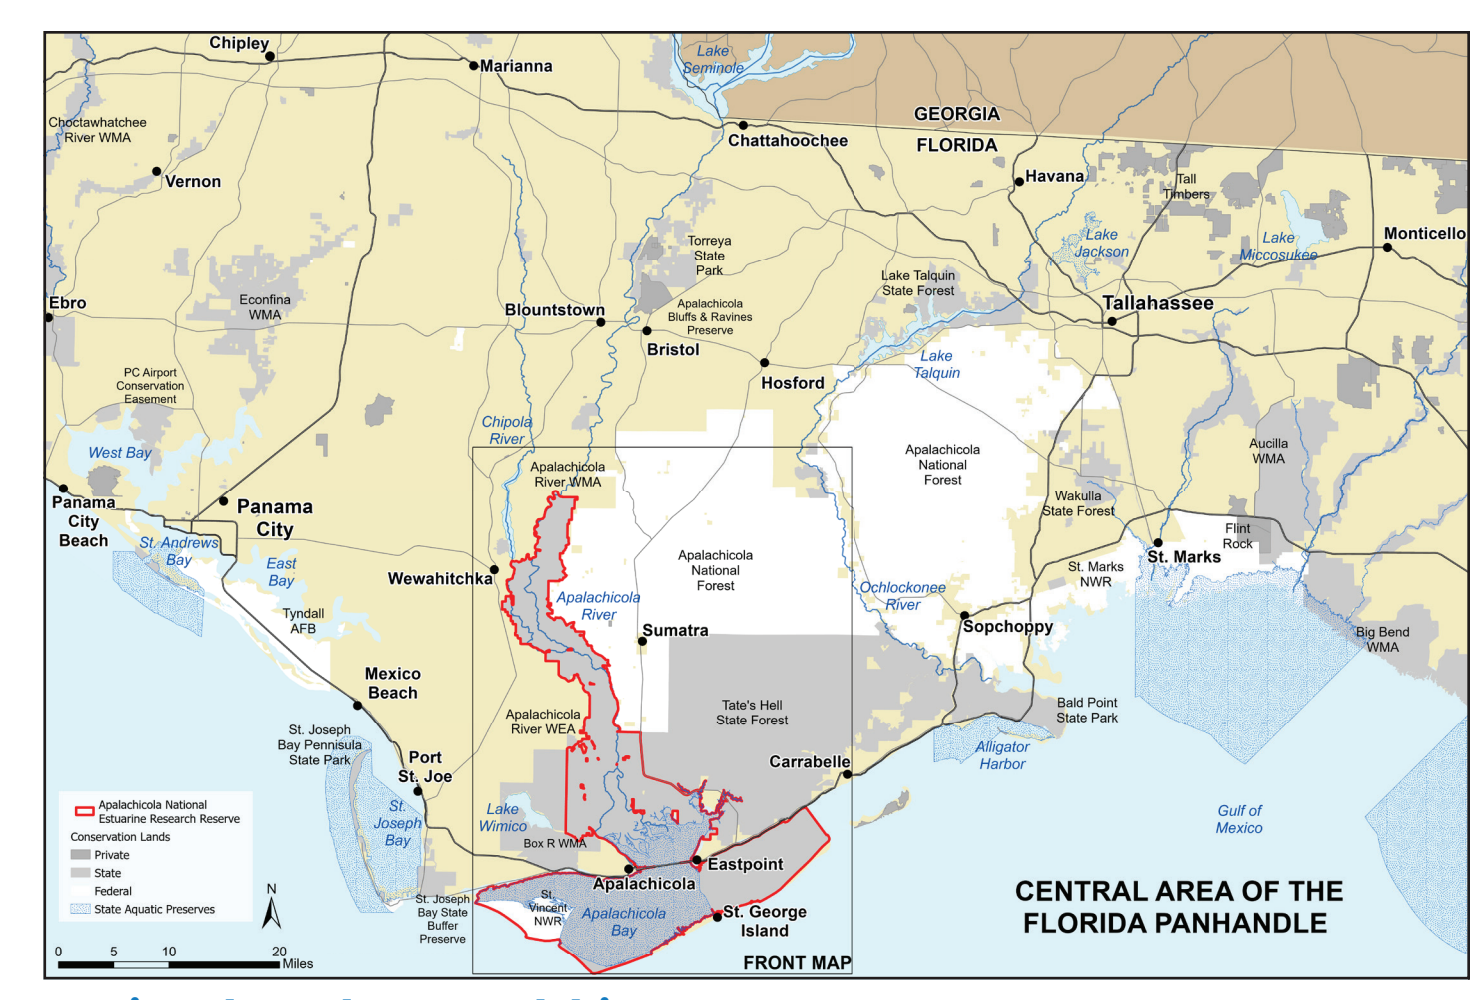 Chipley
Marianna
Lake
Seminole
Choctawhatchee
River WMA
GEORGIA
FLORIDA
Chattahoochee
Vernon
Havana
Tall
Timbers
Torreya
State
Park
Lake
Jackson
Lake
Miccosukee
Monticello
Ebro
Econfina
WMA
Blountstown
Apalachicola
Bluffs & Ravines
Preserve
Bristol
Lake Talquin
State Forest
Tallahassee
Lake
Talquin
Hosford
PC Airport
Conservation
Easement
West Bay
Chipola
River
Apalachicola
River WMA
Apalachicola
National
Forest
Aucilla
WMA
Panama
City
Beach
Panama
City
St. Andrews
Bay
East
Bay
Wakulla
State Forest
Flint
Rock
St. Marks
St. Marks
NWR
Wewahitchka
Apalachicola
River
Apalachicola
National
Forest
Ochlockonee
River
Tyndall
AFB
Sumatra
Sopchoppy
Big Bend
WMA
Mexico
Beach
Apalachicola
River WEA
Tate's Hell
State Forest
Bald Point
State Park
St. Joseph
Bay Pennisula
State Park
Port
St. Joe
Carrabelle
Alligator
Harbor
St.
Joseph
Bay
Lake
Wimico
Box R WMA
Gulf of
Mexico
Apalachicola
Eastpoint
St.
Vincent
NWR
Apalachicola
Bay
St. George
Island
St. Joseph
Bay State
Buffer
Preserve
Apalachicola National
Estuarine Research Reserve
Conservation Lands
Private
State
Federal
State Aquatic Preserves
N
0 5 10 20
Miles
FRONT MAP
CENTRAL AREA OF THE
FLORIDA PANHANDLE